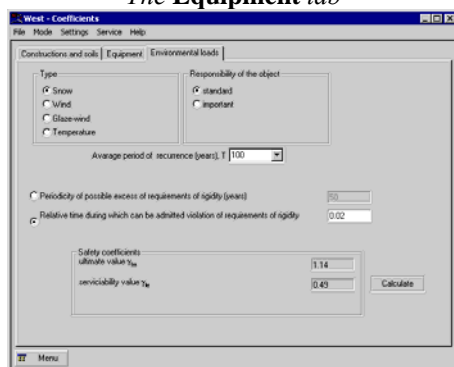 The Equipment tab
West - Coefficients
File Mode Settings Service Help
Constructions and soils Equipment Environmental loads
Type
Snow
Wind
Glaze-wind
Temperature
Responsibility of the object
standard
important
Avarage period of recurrence (years), T 100
Periodicity of possible excess of requirements of rigidity (years) 50
Relative time during which can be admitted violation of requirements of rigidity 0.02
Safety coefficients
ultimate value γfm 1.14
serviciability value γfe 0.49
Calculate
Menu